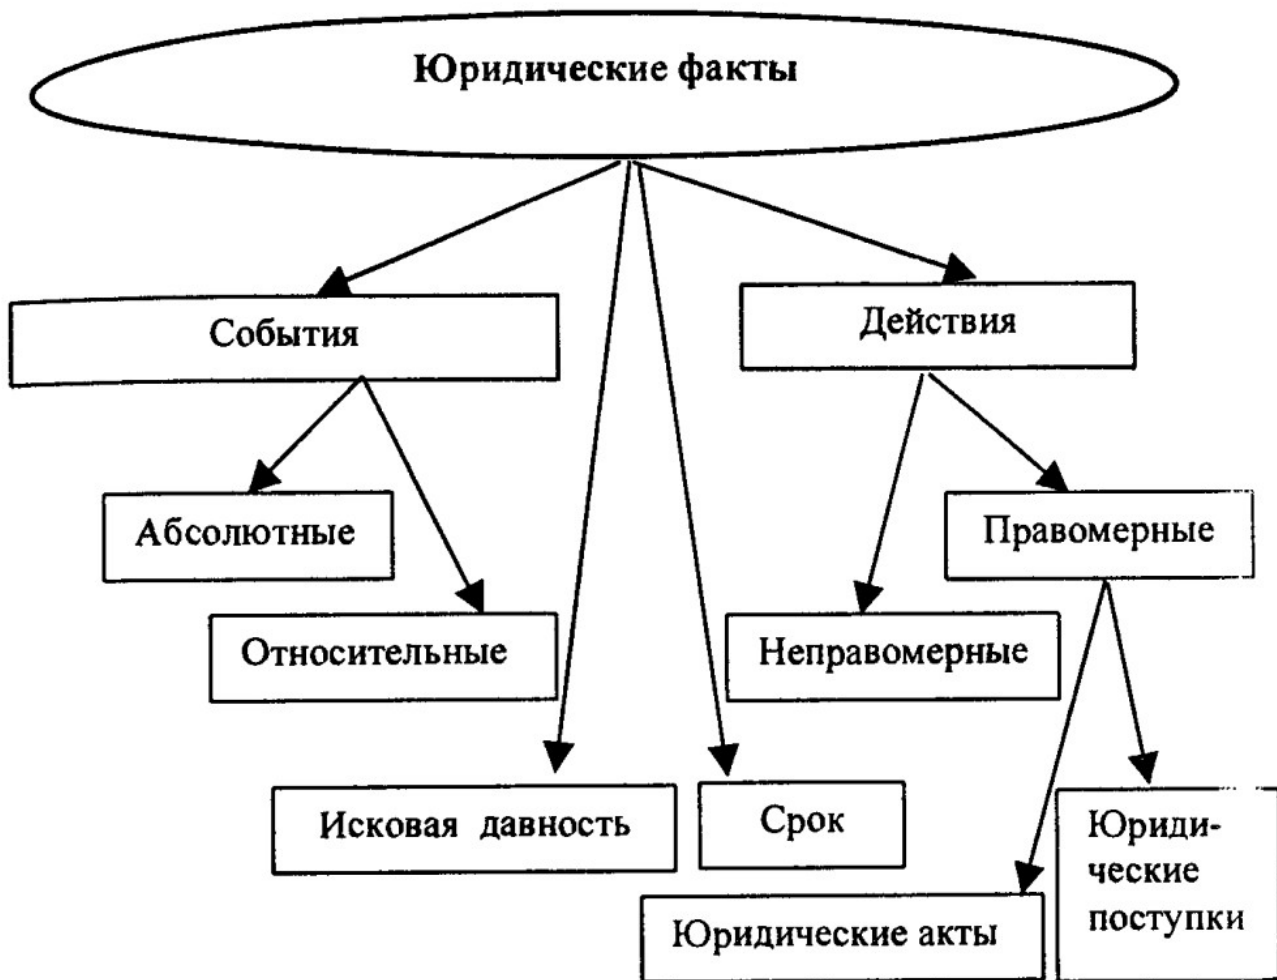 Юридические факты
События
Действия
Абсолютные
Правомерные
Относительные
Неправомерные
Исковая давность
Срок
Юриди-
ческие
поступки
Юридические акты